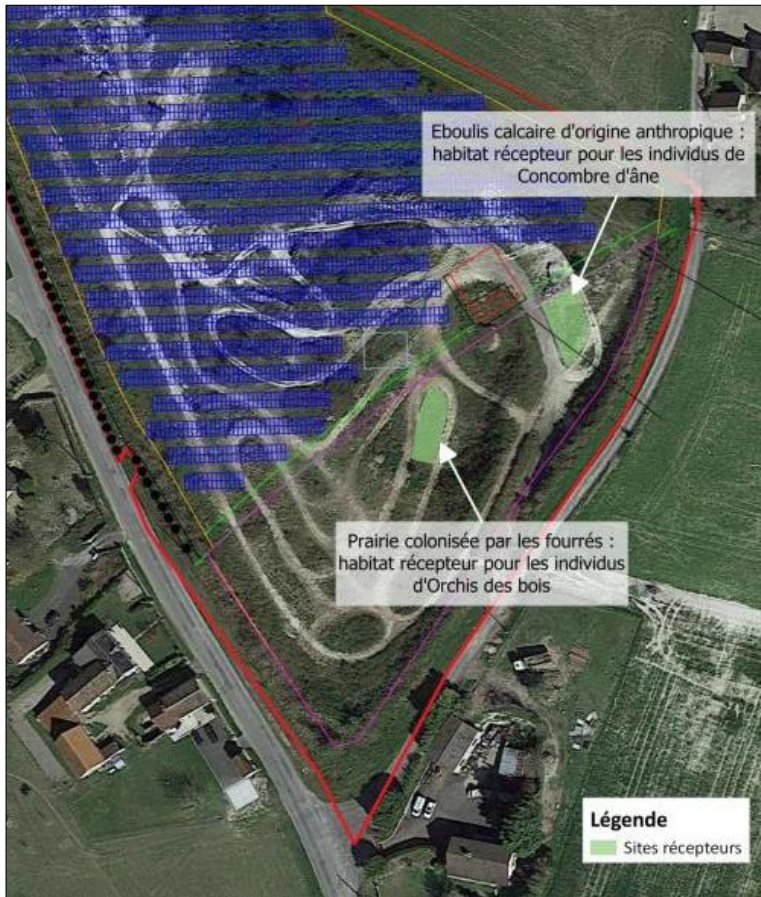 Eboulis calcaire d'origine anthropique :
habitat récepteur pour les individus de
Concombre d'âne
Prairie colonisée par les fourrés :
habitat récepteur pour les individus
d'Orchis des bois
Légende
Sites récepteurs